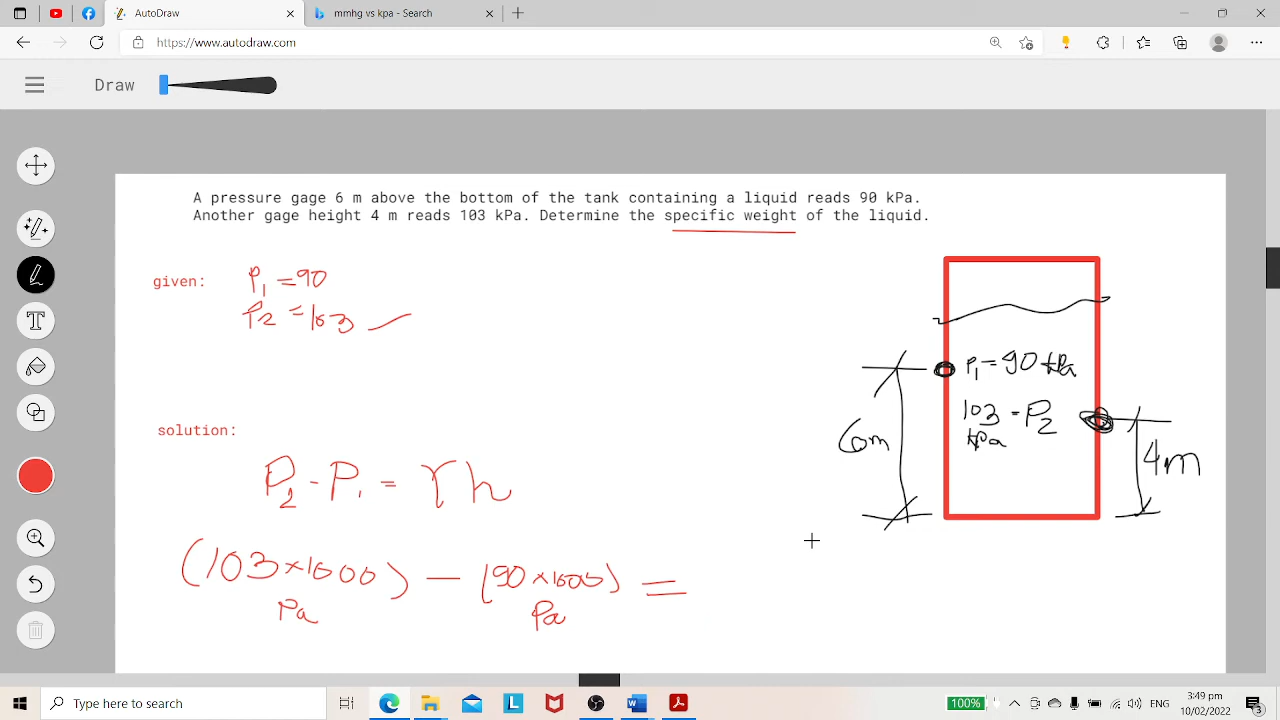 AutoDraw
mmhg vs kpa - Search
https://www.autodraw.com
Draw
A pressure gage 6 m above the bottom of the tank containing a liquid reads 90 kPa.
Another gage height 4 m reads 103 kPa. Determine the specific weight of the liquid.
given:
P1 = 90
P2 = 103
solution:
P2 - P1 = γh
(103×1000) - (90×1000) =
Pa
Pa
P1 = 90 kPa
103 = P2
kPa
6m
4m
Type here to search
L
W
100%
3:49 pm
10/02/2022
3